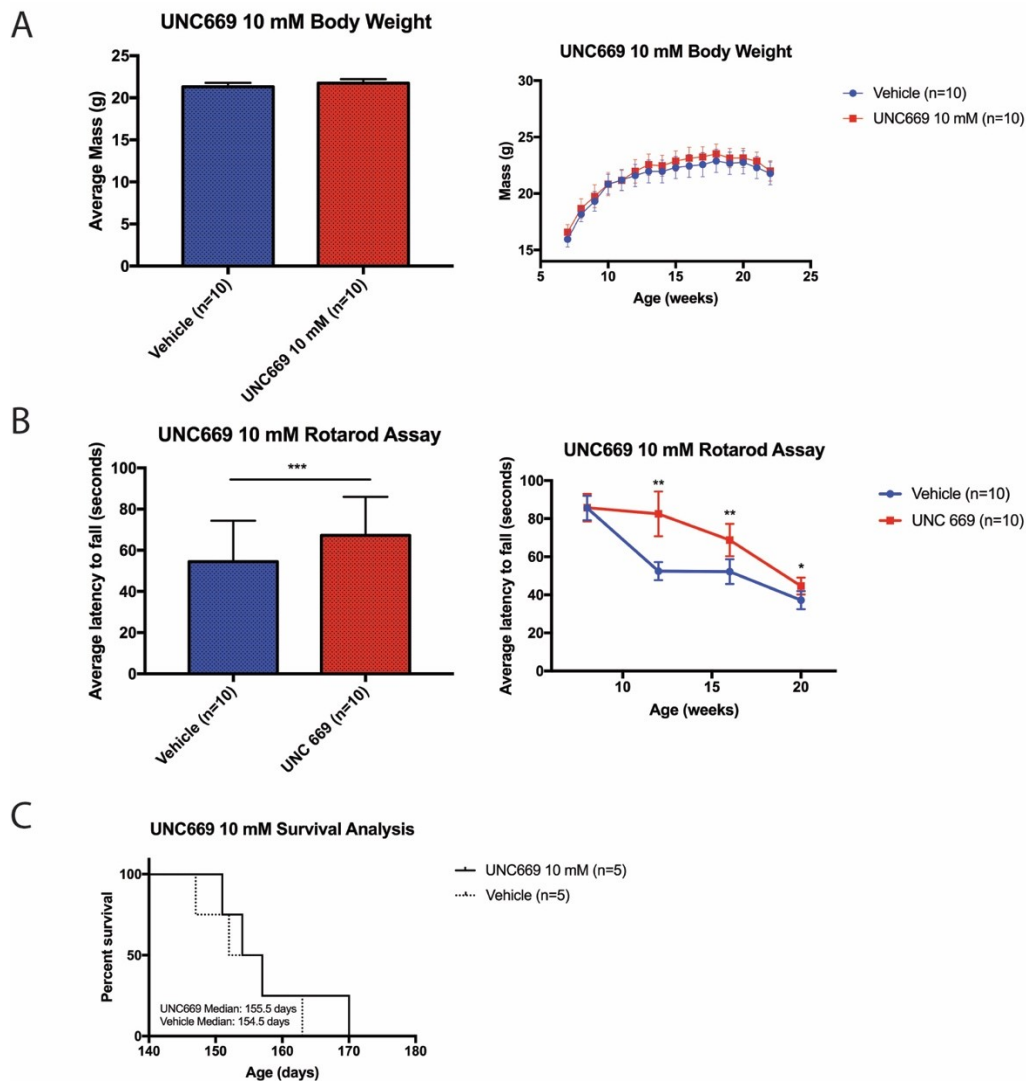 A
UNC669 10 mM Body Weight
Average Mass (g)
25
20
15
10
5
0
Vehicle (n=10)
UNC669 10 mM (n=10)
UNC669 10 mM Body Weight
Mass (g)
30
25
20
15
5
10
15
20
25
Age (weeks)
Vehicle (n=10)
UNC669 10 mM (n=10)
B
UNC669 10 mM Rotarod Assay
Average latency to fall (seconds)
100
80
60
40
20
0
***
Vehicle (n=10)
UNC 669 (n=10)
UNC669 10 mM Rotarod Assay
Average latency to fall (seconds)
100
80
60
40
20
0
**
**
*
10
15
20
Age (weeks)
Vehicle (n=10)
UNC 669 (n=10)
C
UNC669 10 mM Survival Analysis
Percent survival
100
50
0
UNC669 Median: 155.5 days
Vehicle Median: 154.5 days
140
150
160
170
180
Age (days)
UNC669 10 mM (n=5)
Vehicle (n=5)